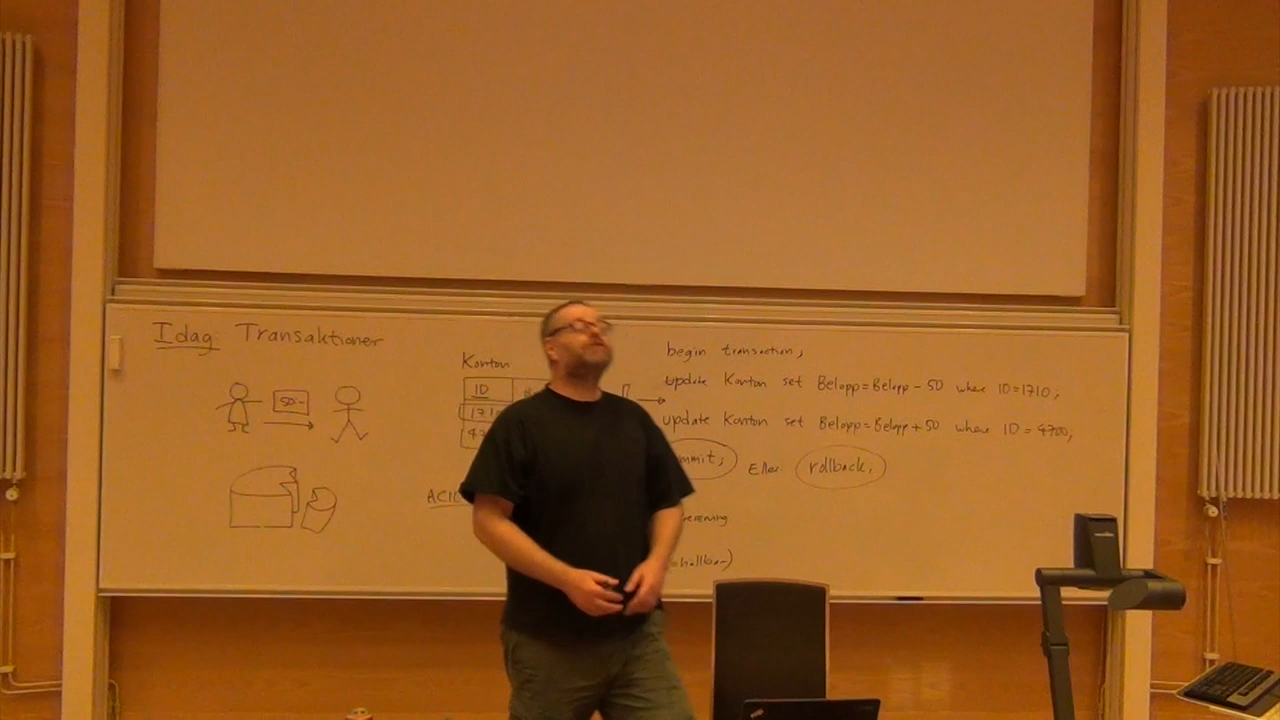 Idag: Transaktioner
50:-
Konton
ID
begin transaction;
update Konton set Belopp=Belopp-50 where ID=1710;
update Konton set Belopp=Belopp+50 where ID=4700;
Eller rollback;